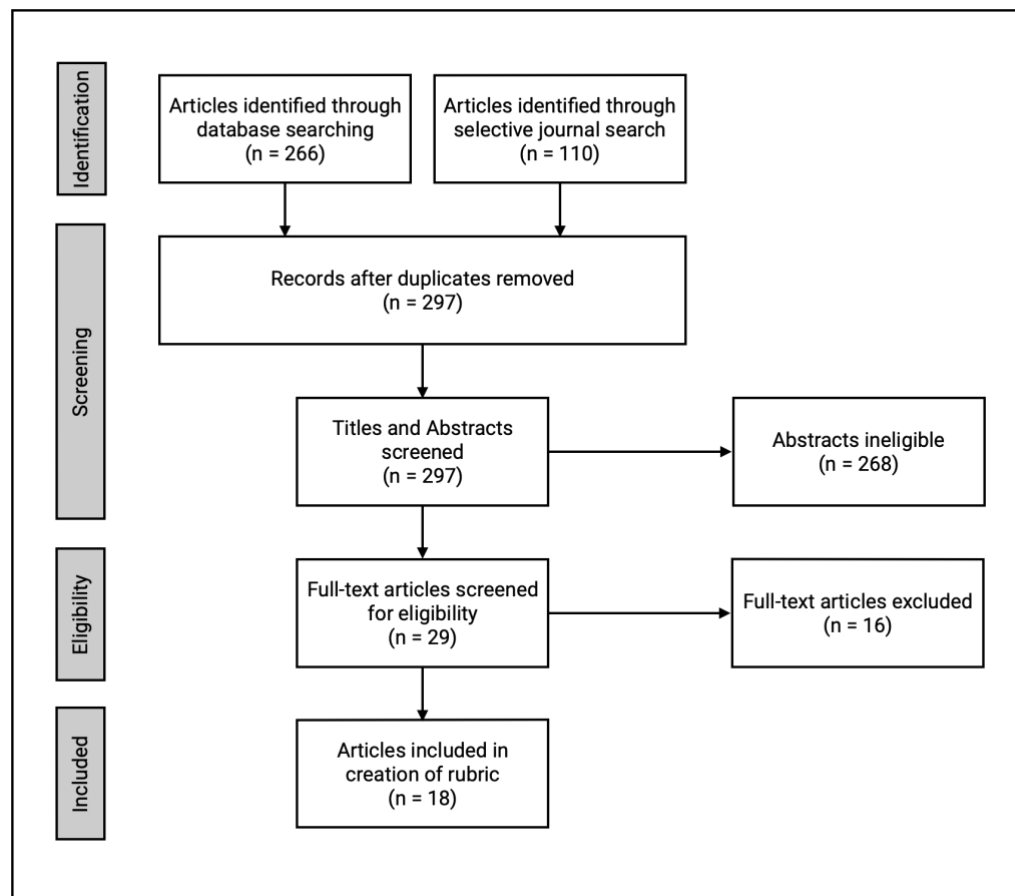 Identification
Articles identified through
database searching
(n = 266)
Articles identified through
selective journal search
(n = 110)
Screening
Records after duplicates removed
(n = 297)
Titles and Abstracts
screened
(n = 297)
Abstracts ineligible
(n = 268)
Eligibility
Full-text articles screened
for eligibility
(n = 29)
Full-text articles excluded
(n = 16)
Included
Articles included in
creation of rubric
(n = 18)